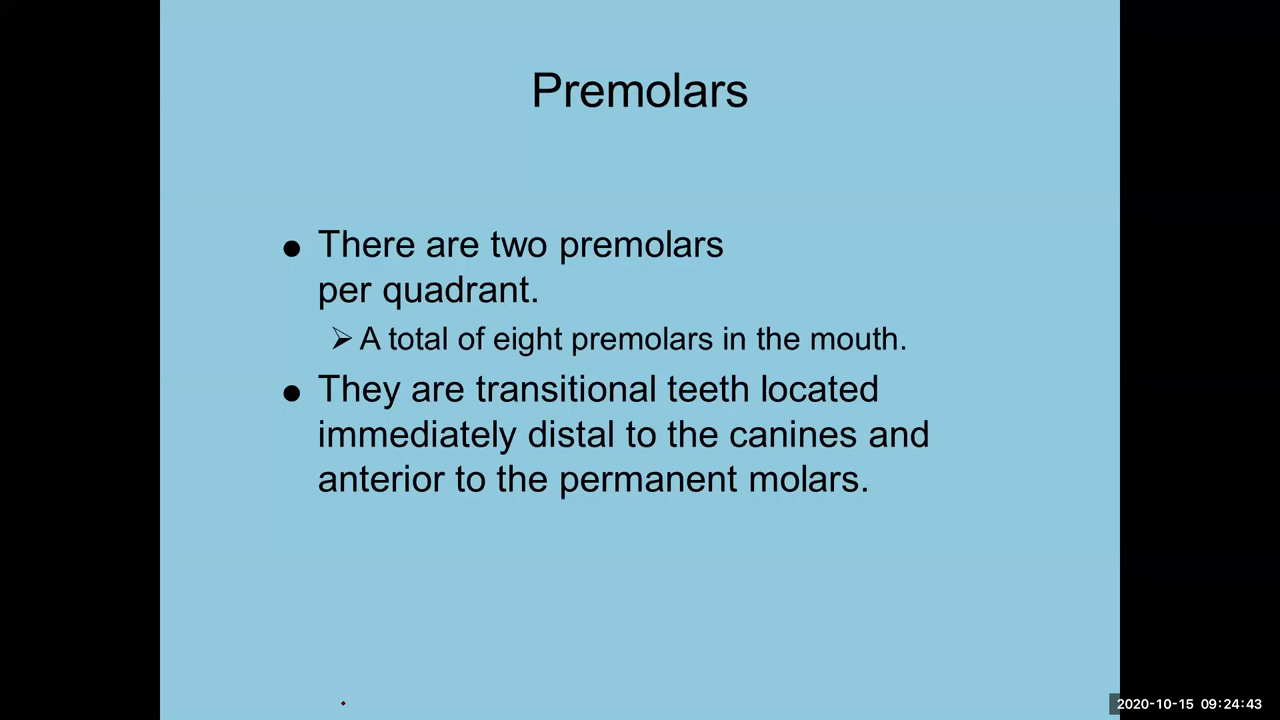 Premolars
● There are two premolars
per quadrant.
➢ A total of eight premolars in the mouth.
● They are transitional teeth located
immediately distal to the canines and
anterior to the permanent molars.
2020-10-15 09:24:43